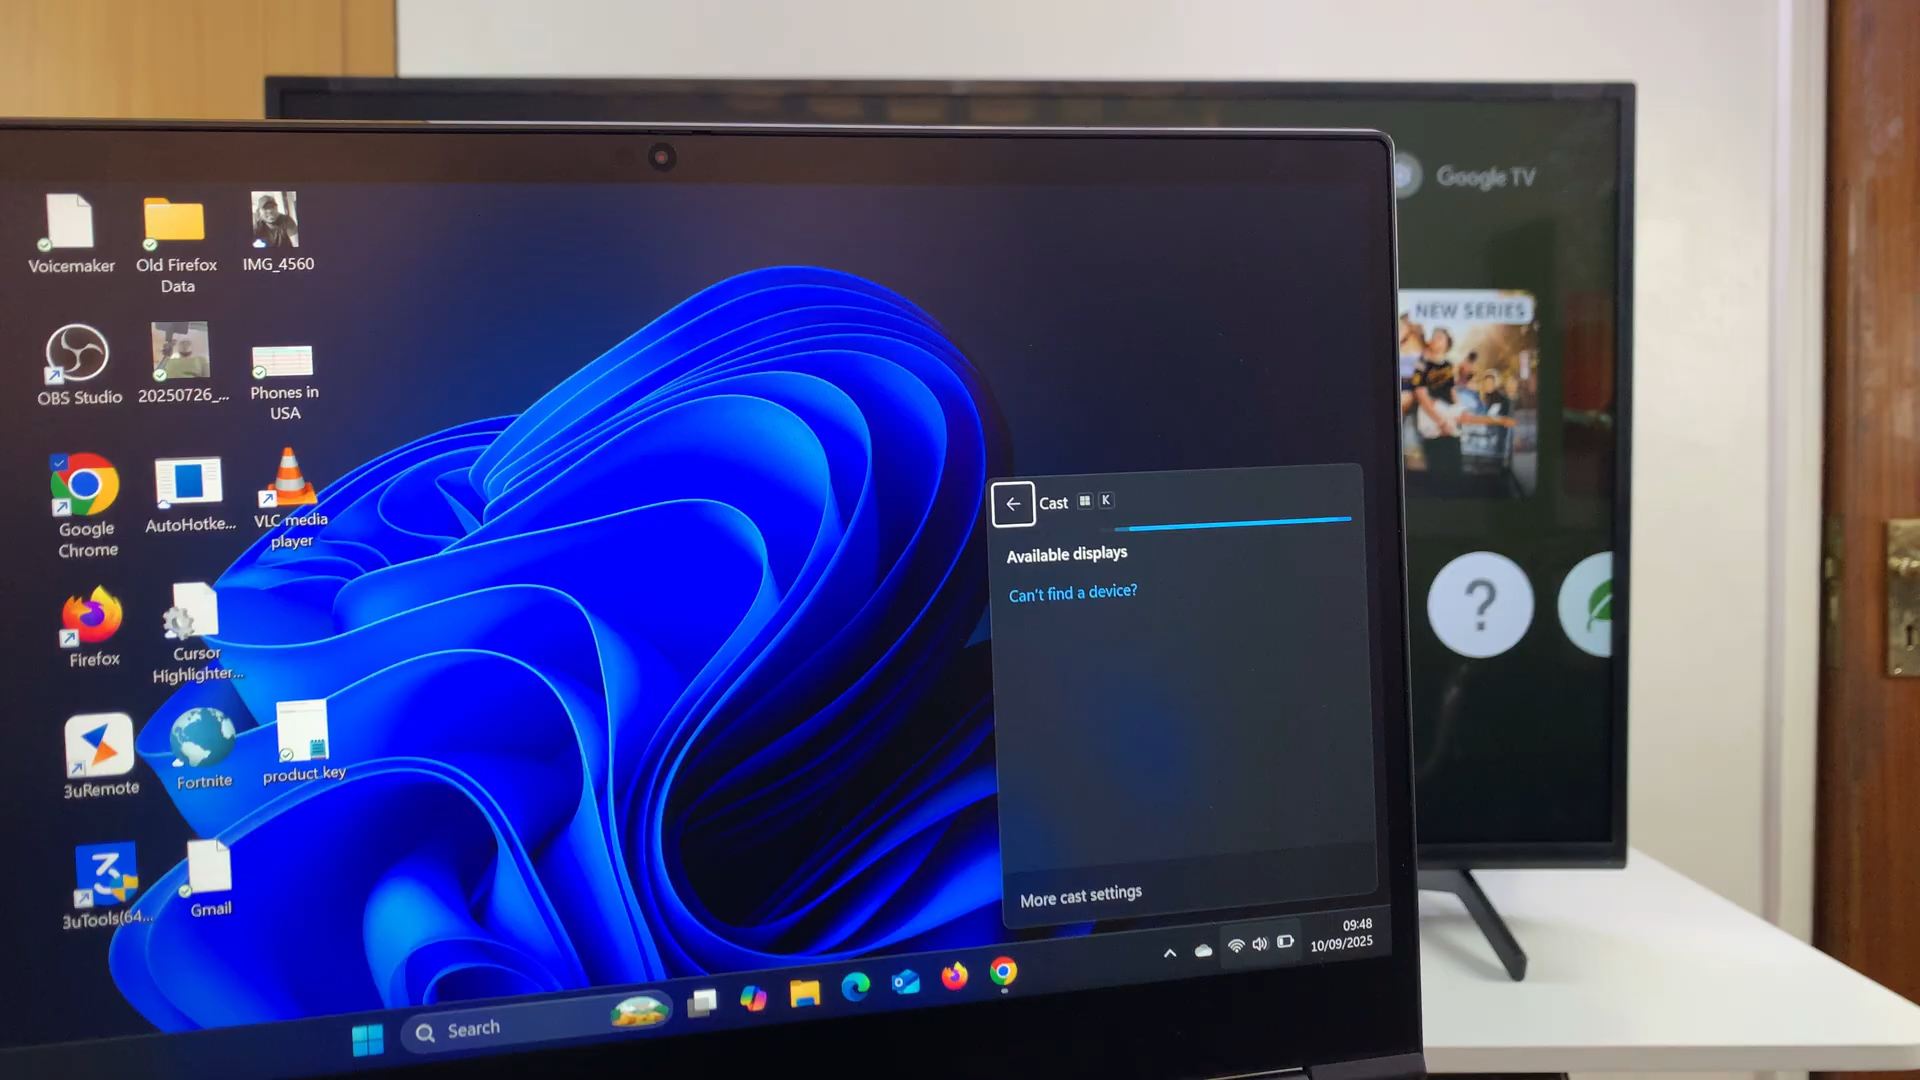 Google TV
NEW SERIES
?
Voicemaker
Old Firefox
Data
IMG_4560
OBS Studio
20250726_...
Phones in
USA
Google
Chrome
AutoHotke...
VLC media
player
Firefox
Cursor
Highlighter...
3uRemote
Fortnite
product key
3uTools(64...
Gmail
Cast K
Available displays
Can't find a device?
More cast settings
Search
09:48
10/09/2025